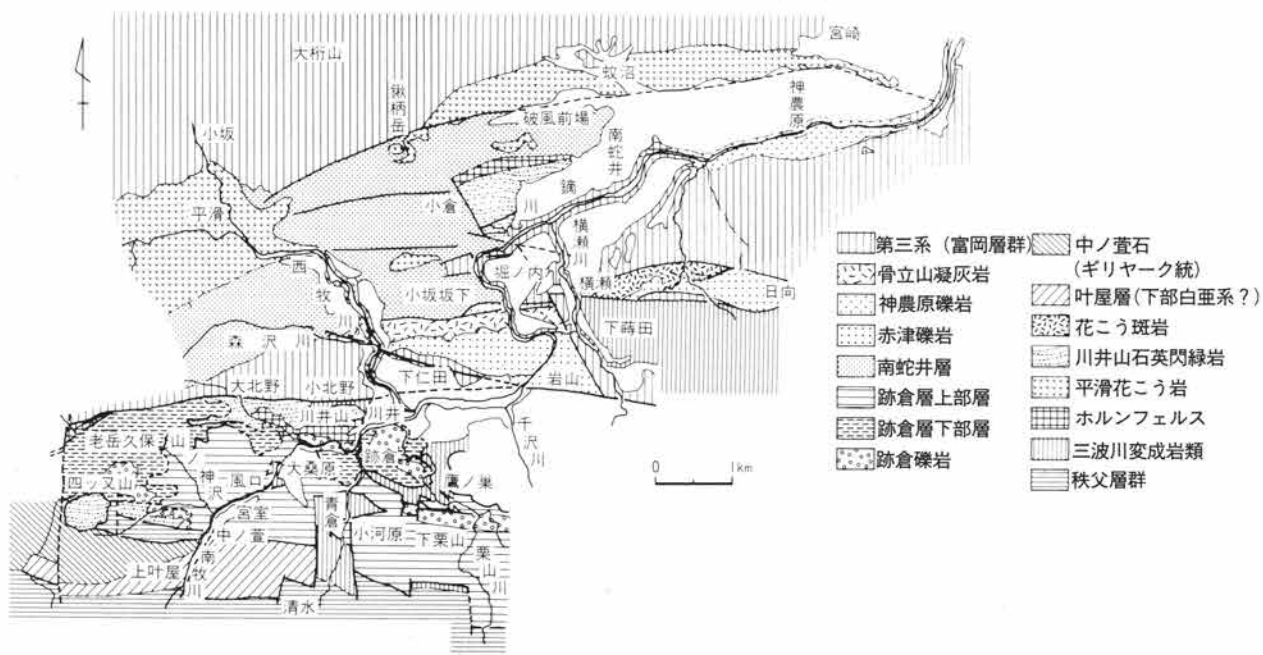 宮崎
大桁山
蚊沼
神農原
鍬柄岳
破風前場
南蛇井
小坂
鏑川
小倉
平滑
横瀬川
西牧川
堀ノ内
横瀬
小坂坂下
日向
下蒔田
森沢川
下仁田
岩山
大北野
小北野
川井山
川井
千沢川
老岳久保
山
跡倉
大桑原
神
風口
四ッ又山
沢
鷹ノ巣
宮室
青倉
中ノ萱
小河原
下栗山
栗山川
上叶屋
南牧川
清水
0 1km
第三系(富岡層群)
骨立山凝灰岩
神農原礫岩
赤津礫岩
南蛇井層
跡倉層上部層
跡倉層下部層
跡倉礫岩
中ノ萱石
(ギリヤーク統)
叶屋層(下部白亜系?)
花こう斑岩
川井山石英閃緑岩
平滑花こう岩
ホルンフェルス
三波川変成岩類
秩父層群